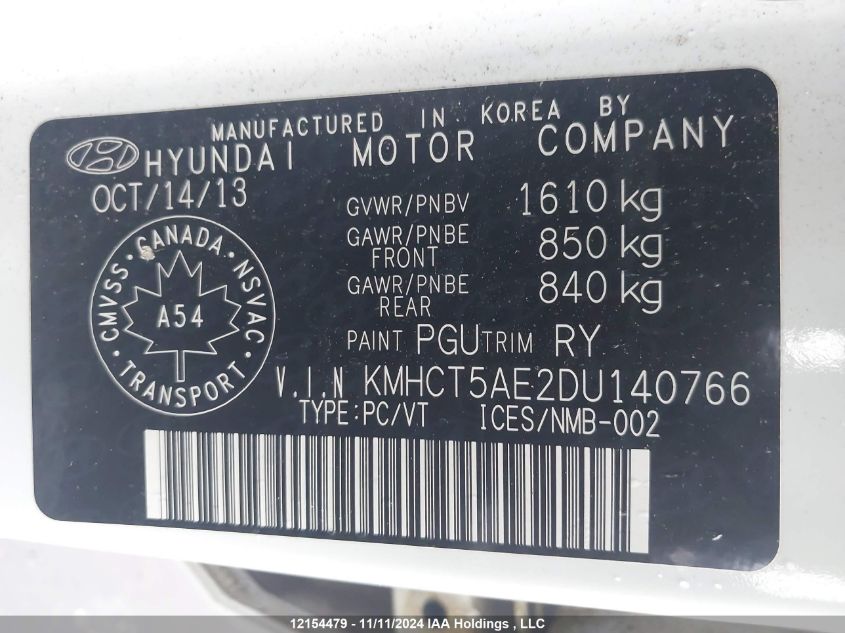 MANUFACTURED IN KOREA BY
HYUNDAI MOTOR COMPANY
OCT/14/13
GVWR/PNBV 1610 kg
GAWR/PNBE FRONT 850 kg
GAWR/PNBE REAR 840 kg
PAINT PGU TRIM RY
CANADA · NSVAC · TRANSPORT · CMVSS ·
A54
V.I.N KMHCT5AE2DU140766
TYPE:PC/VT ICES/NMB-002
12154479 - 11/11/2024 IAA Holdings , LLC